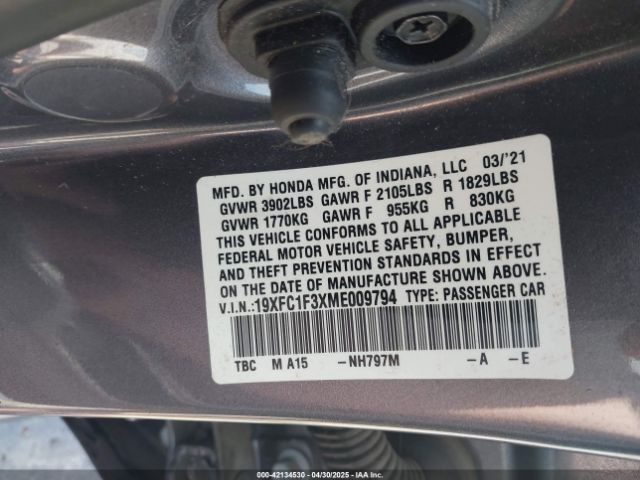 MFD. BY HONDA MFG. OF INDIANA, LLC 03/'21
GVWR 3902LBS GAWR F 2105LBS R 1829LBS
GVWR 1770KG GAWR F 955KG R 830KG
THIS VEHICLE CONFORMS TO ALL APPLICABLE
FEDERAL MOTOR VEHICLE SAFETY, BUMPER,
AND THEFT PREVENTION STANDARDS IN EFFECT
ON THE DATE OF MANUFACTURE SHOWN ABOVE.
V.I.N.:19XFC1F3XME009794 TYPE: PASSENGER CAR
TBC M A15 -NH797M -A -E
000-42134530 - 04/30/2025 - IAAI.com